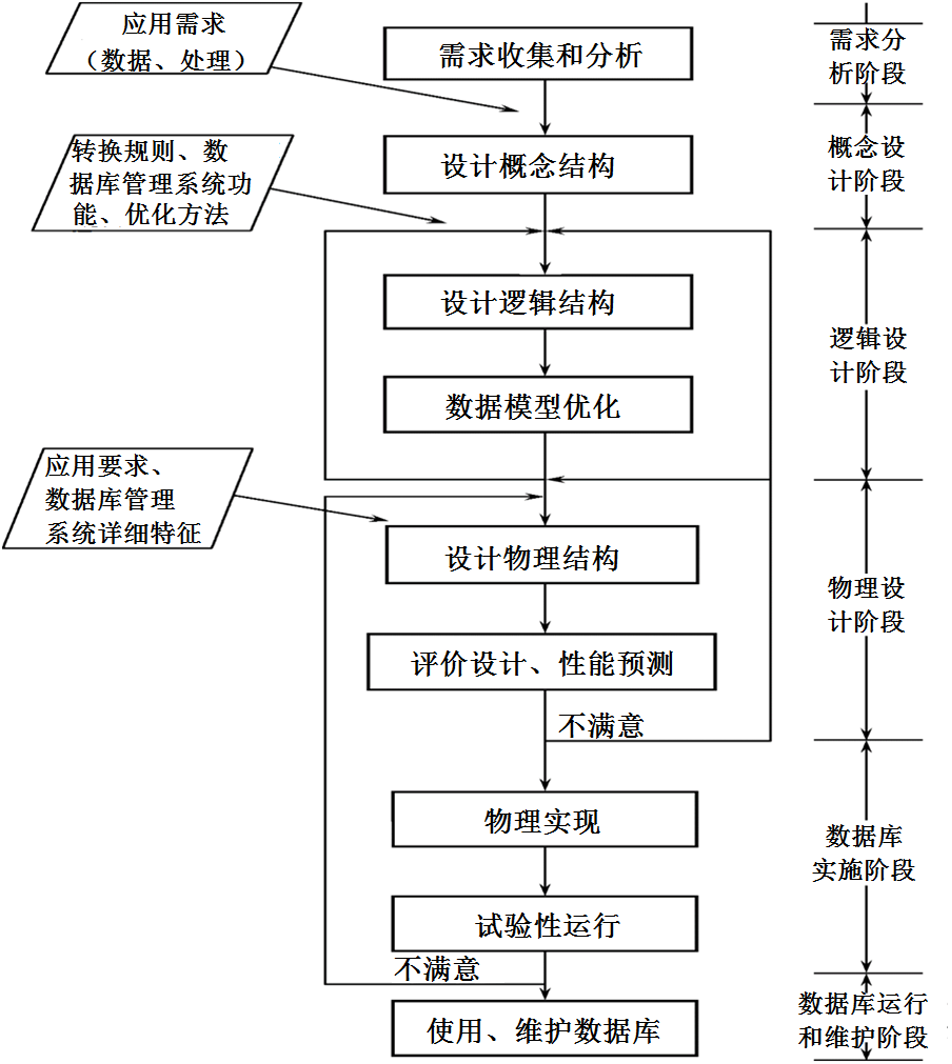 应用需求
（数据、处理）
需求收集和分析
需求分
析阶段
转换规则、数
据库管理系统功
能、优化方法
设计概念结构
概念设
计阶段
设计逻辑结构
数据模型优化
逻辑设
计阶段
应用要求、
数据库管理
系统详细特征
设计物理结构
评价设计、性能预测
不满意
物理设
计阶段
物理实现
试验性运行
不满意
数据库
实施阶段
使用、维护数据库
数据库运行
和维护阶段